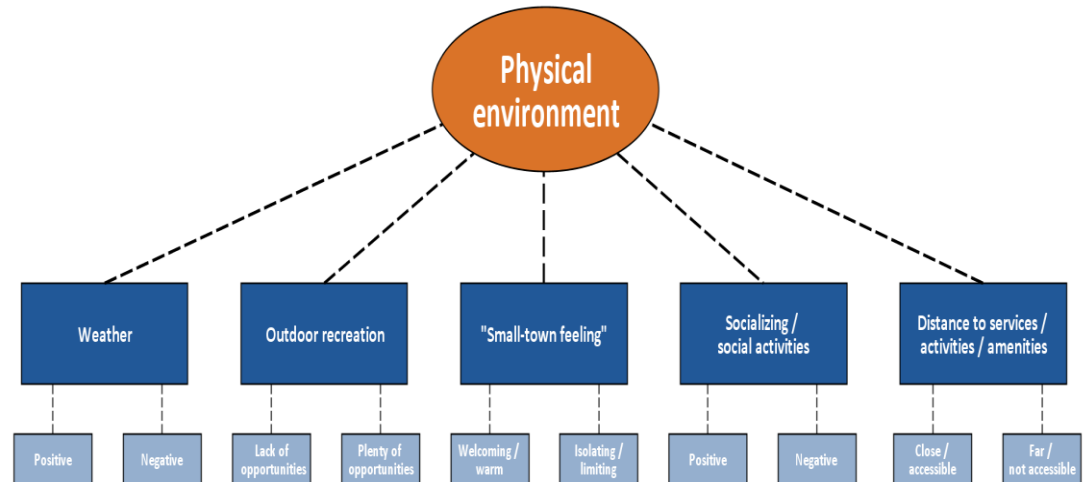 Physical
environment
Weather
Outdoor recreation
"Small-town feeling"
Socializing /
social activities
Distance to services /
activities / amenities
Positive
Negative
Lack of
opportunities
Plenty of
opportunities
Welcoming /
warm
Isolating /
limiting
Positive
Negative
Close /
accessible
Far /
not accessible